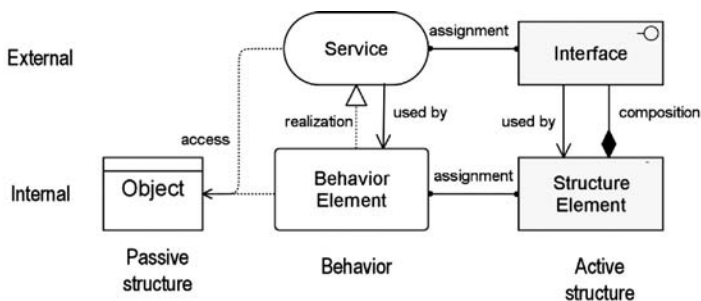 External
Service
assignment
Interface
access
realization
used by
used by
composition
Internal
Object
Behavior
Element
assignment
Structure
Element
Passive
structure
Behavior
Active
structure